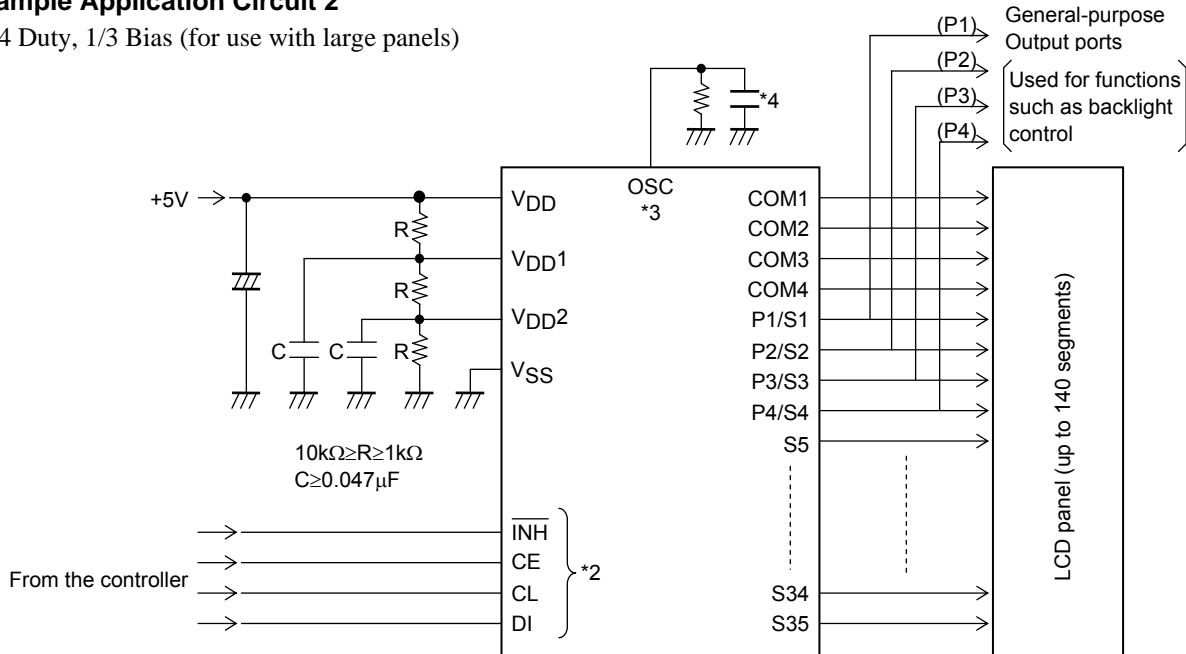 ample Application Circuit 2
4 Duty, 1/3 Bias (for use with large panels)
(P1)
General-purpose
Output ports
(P2)
(P3)
(P4)
Used for functions
such as backlight
control
*4
OSC
*3
+5V
VDD
R
VDD1
R
VDD2
C
C
R
VSS
10kΩ≥R≥1kΩ
C≥0.047μF
COM1
COM2
COM3
COM4
P1/S1
P2/S2
P3/S3
P4/S4
S5
S34
S35
LCD panel (up to 140 segments)
From the controller
INH
CE
CL
DI
*2